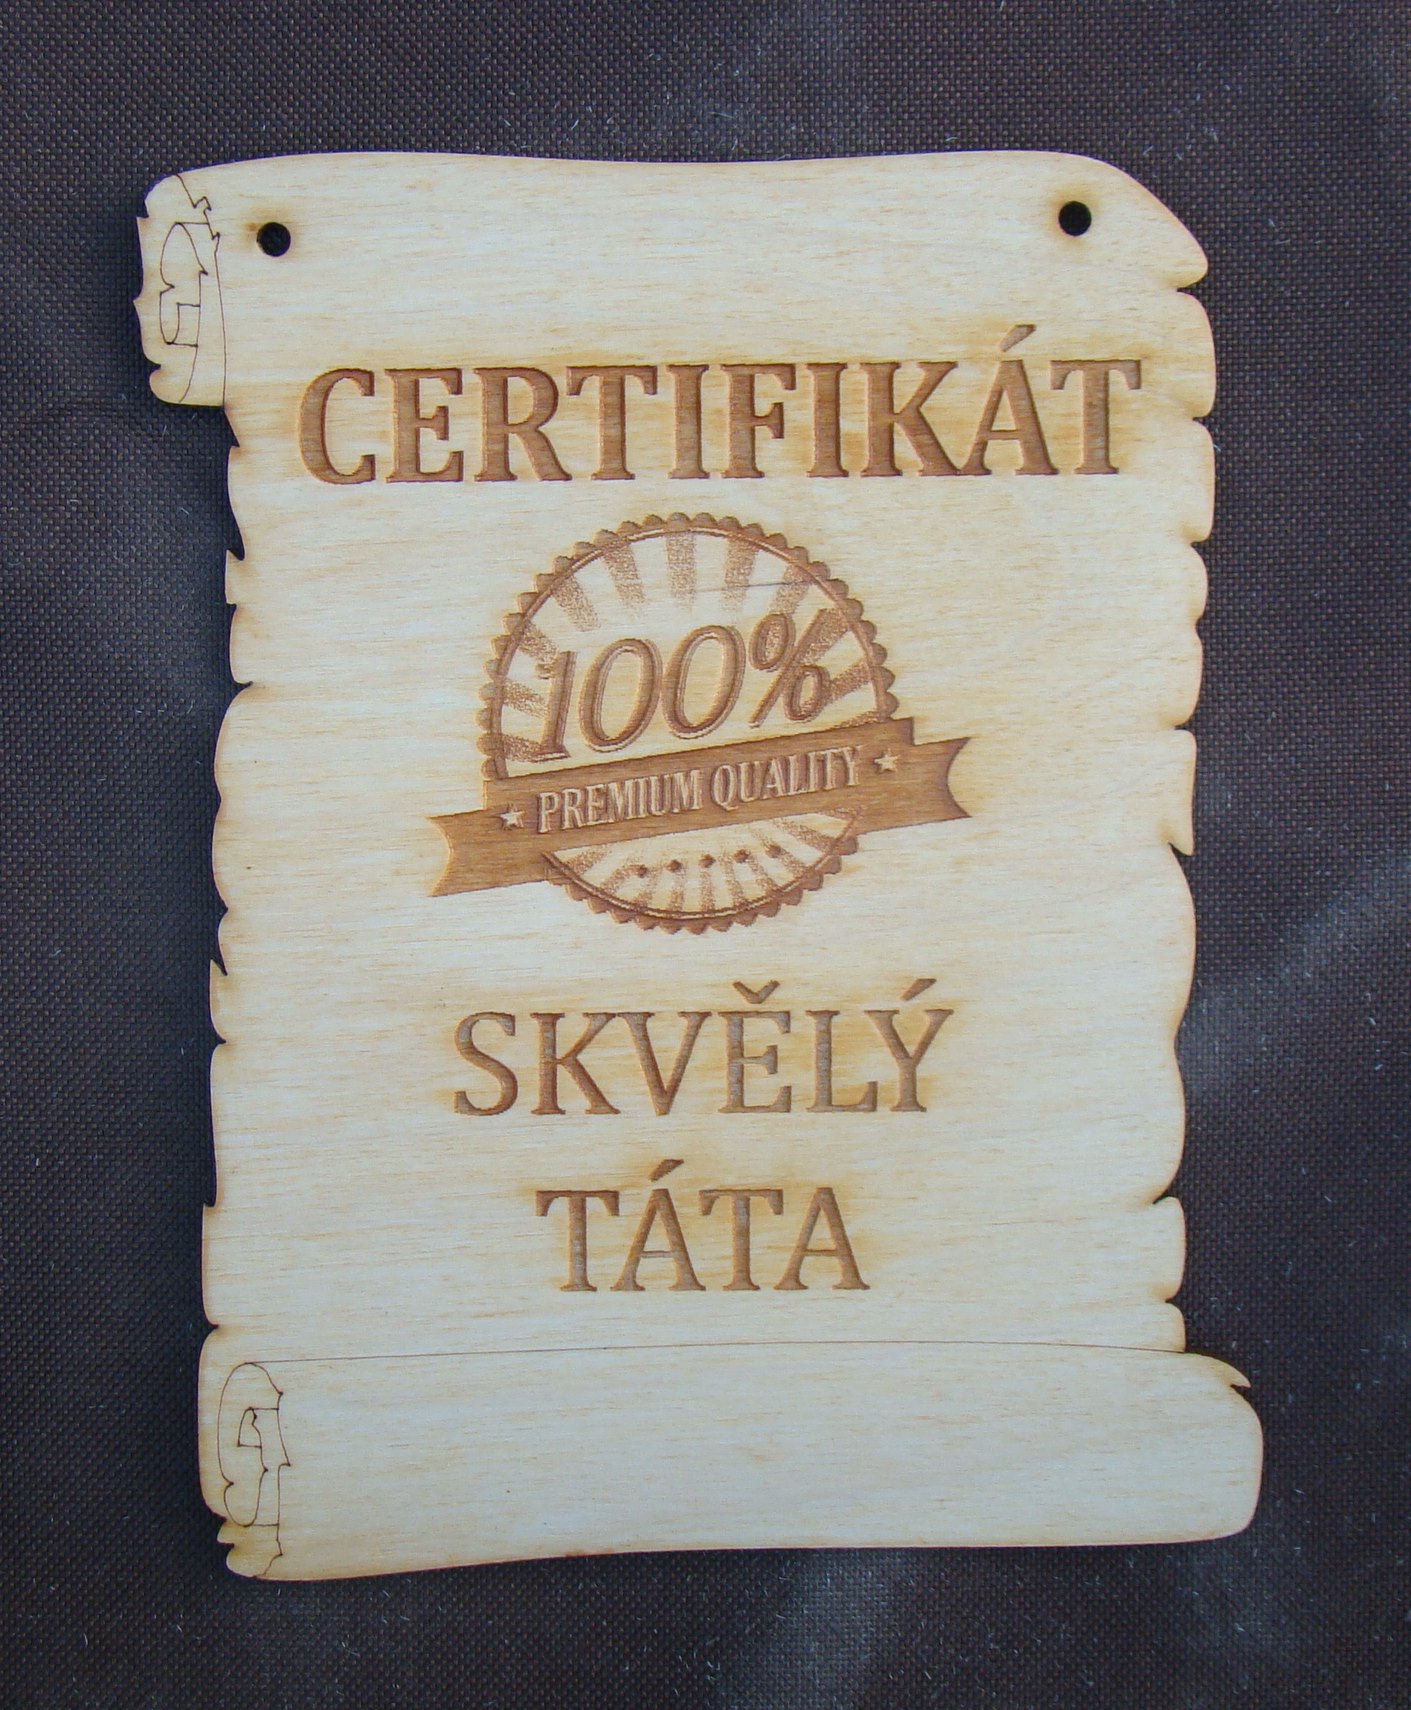 CERTIFIKÁT
100%
★ PREMIUM QUALITY ★
SKVĚLÝ
TÁTA